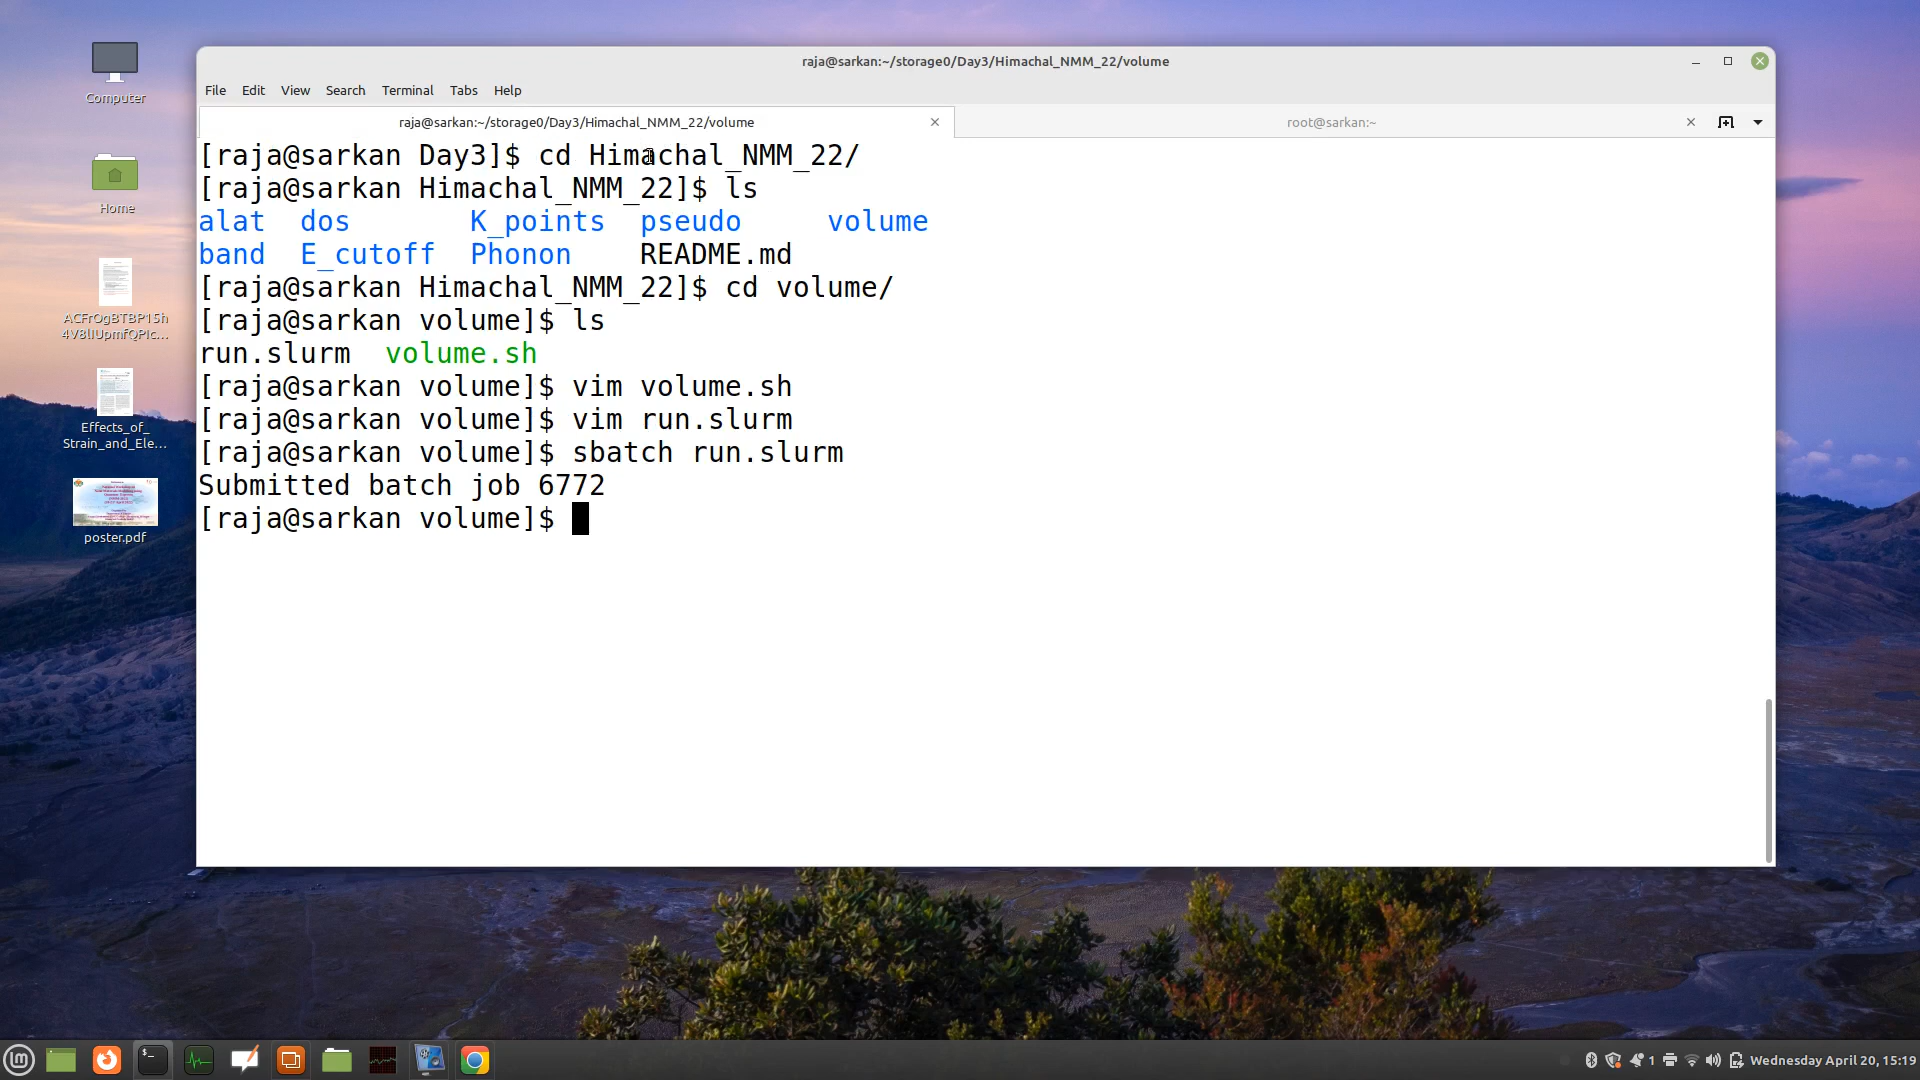 raja@sarkan:~/storage0/Day3/Himachal_NMM_22/volume
File Edit View Search Terminal Tabs Help
raja@sarkan:~/storage0/Day3/Himachal_NMM_22/volume
root@sarkan:~
[raja@sarkan Day3]$ cd Himachal_NMM_22/
[raja@sarkan Himachal_NMM_22]$ ls
alat dos K_points pseudo volume
band E_cutoff Phonon README.md
[raja@sarkan Himachal_NMM_22]$ cd volume/
[raja@sarkan volume]$ ls
run.slurm volume.sh
[raja@sarkan volume]$ vim volume.sh
[raja@sarkan volume]$ vim run.slurm
[raja@sarkan volume]$ sbatch run.slurm
Submitted batch job 6772
[raja@sarkan volume]$
Computer
Home
Effects_of_
Strain_and_Ele...
poster.pdf
1
Wednesday April 20, 15:19